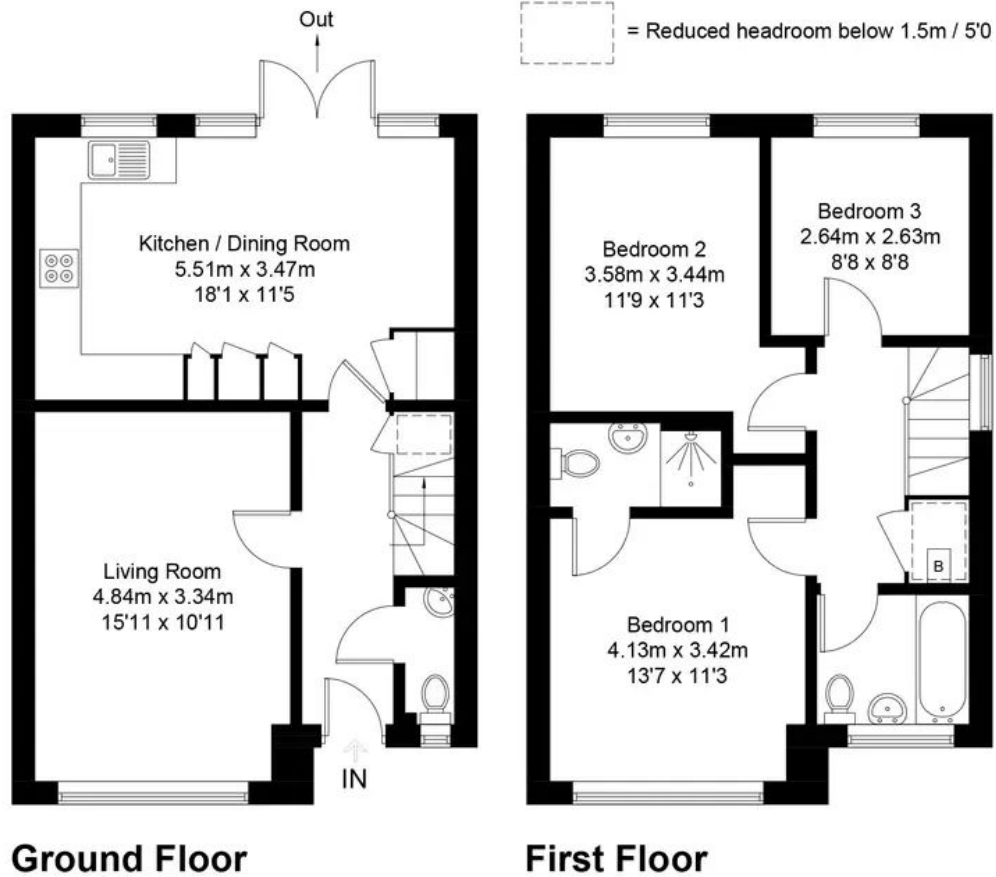 Out
= Reduced headroom below 1.5m / 5'0
Kitchen / Dining Room
5.51m x 3.47m
18'1 x 11'5
Living Room
4.84m x 3.34m
15'11 x 10'11
IN
Ground Floor
Bedroom 2
3.58m x 3.44m
11'9 x 11'3
Bedroom 3
2.64m x 2.63m
8'8 x 8'8
B
Bedroom 1
4.13m x 3.42m
13'7 x 11'3
First Floor